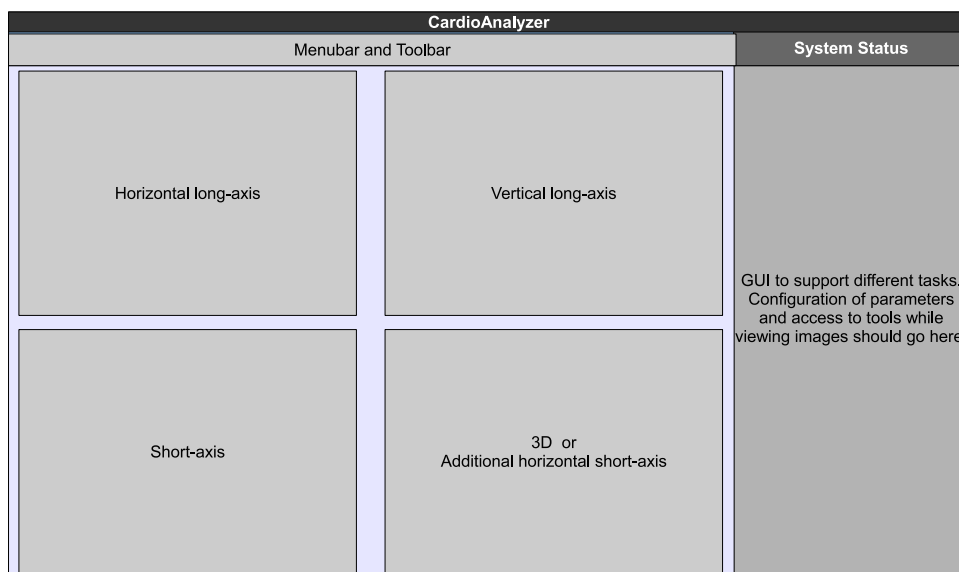 CardioAnalyzer
Menubar and Toolbar
System Status
Horizontal long-axis
Vertical long-axis
GUI to support different tasks.
Configuration of parameters
and access to tools while
viewing images should go here
Short-axis
3D or
Additional horizontal short-axis